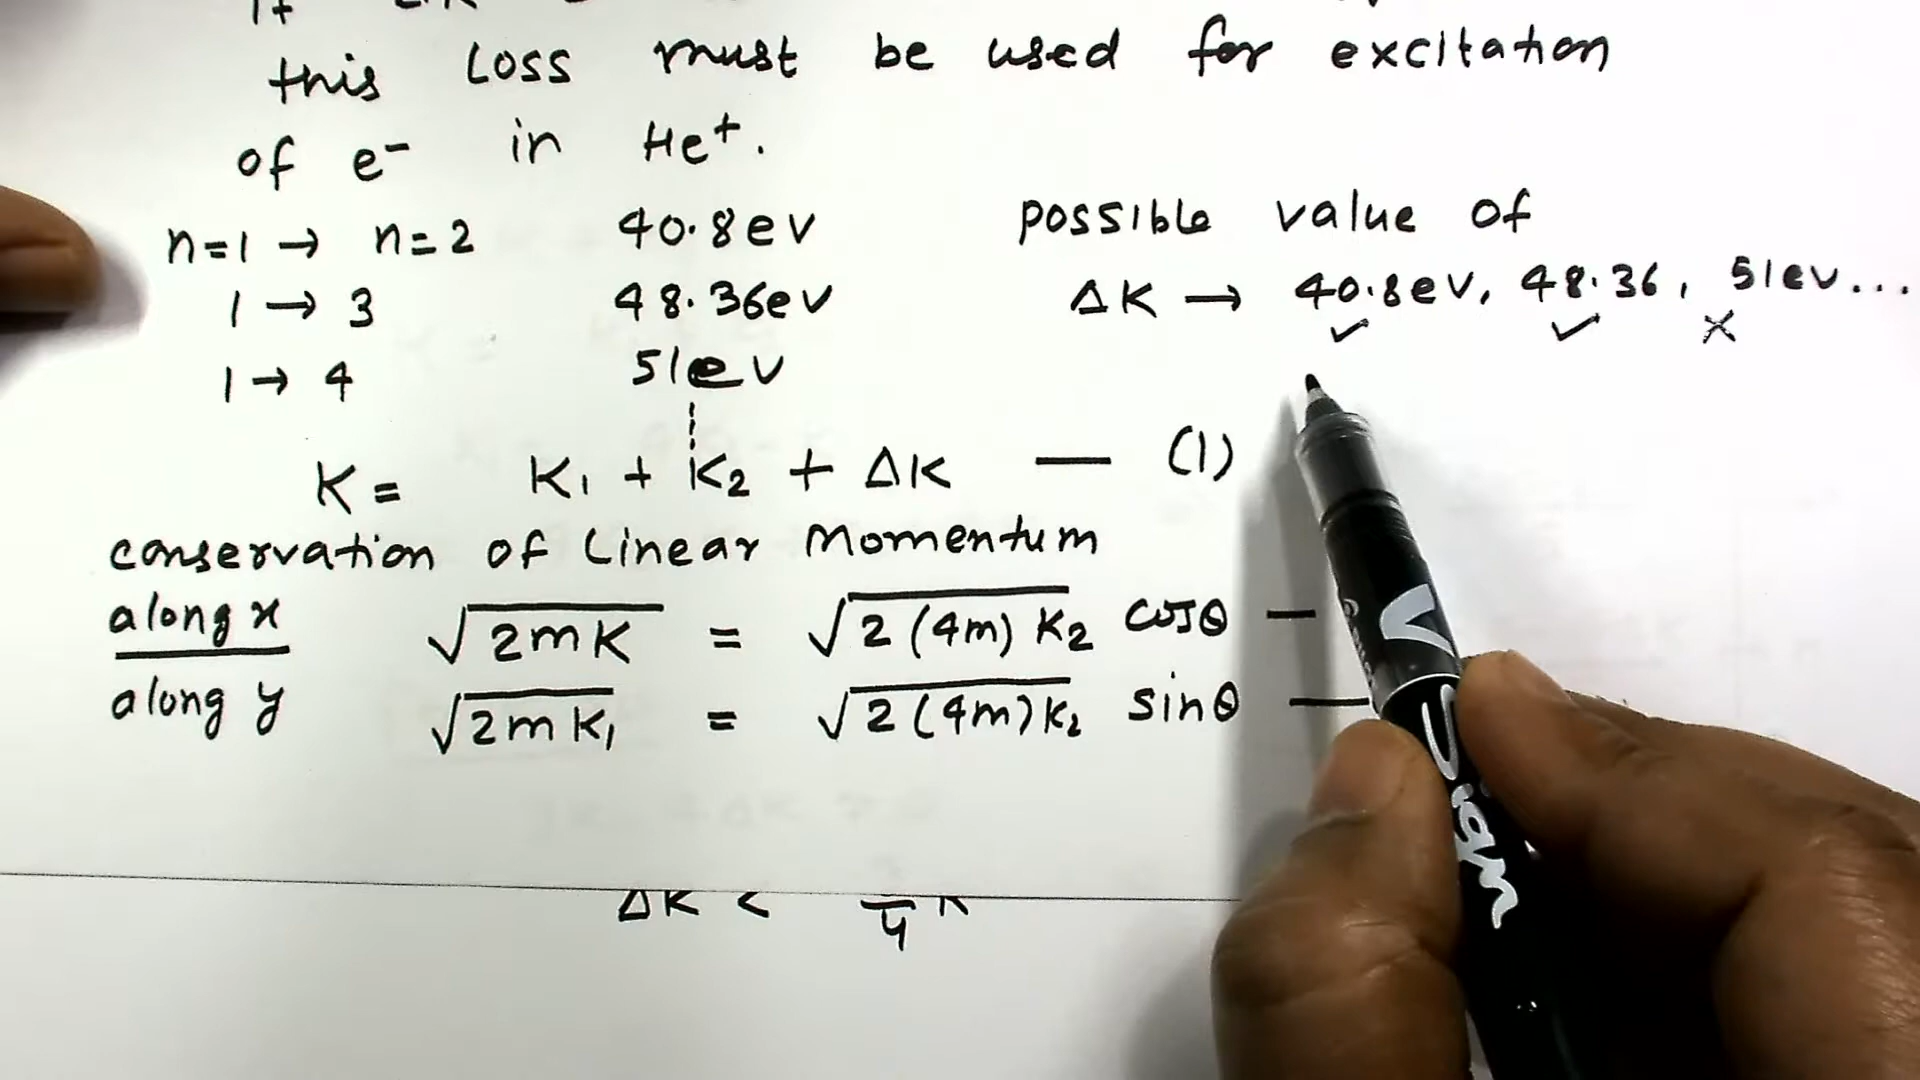 this Loss must be used for excitation
of e⁻ in He⁺.
n=1 → n=2 40.8ev
1 → 3 48.36ev
1 → 4 51ev
possible value of
ΔK → 40.8ev, 48.36, 51ev...
✓ ✓ X
K = K₁ + K₂ + ΔK — (1)
conservation of Linear Momentum
along x √2mK = √2(4m)K₂ cosθ —
along y √2mK₁ = √2(4m)K₂ sinθ —
ΔK <
V
Sign